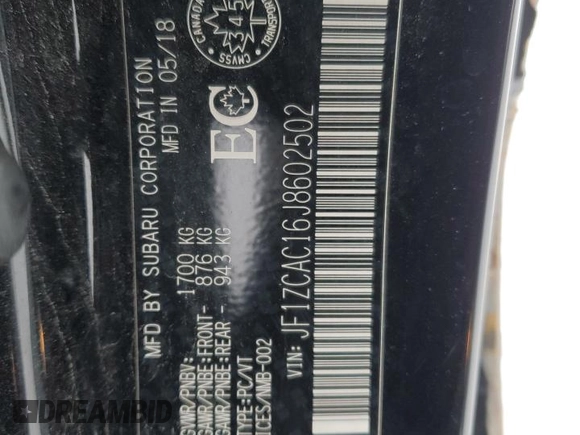 MFD BY SUBARU CORPORATION
MFD IN 05/18
GVWR/PNBV: 1700 KG
GAWR/PNBE:FRONT- 876 KG
GAWR/PNBE:REAR - 943 KG
TYPE:PC/VT
ICES/NMB-002
EC
CANADA
345
CMVSS
TRANSPORT
VIN: JF1ZCAC16J8602502
DREAMBID